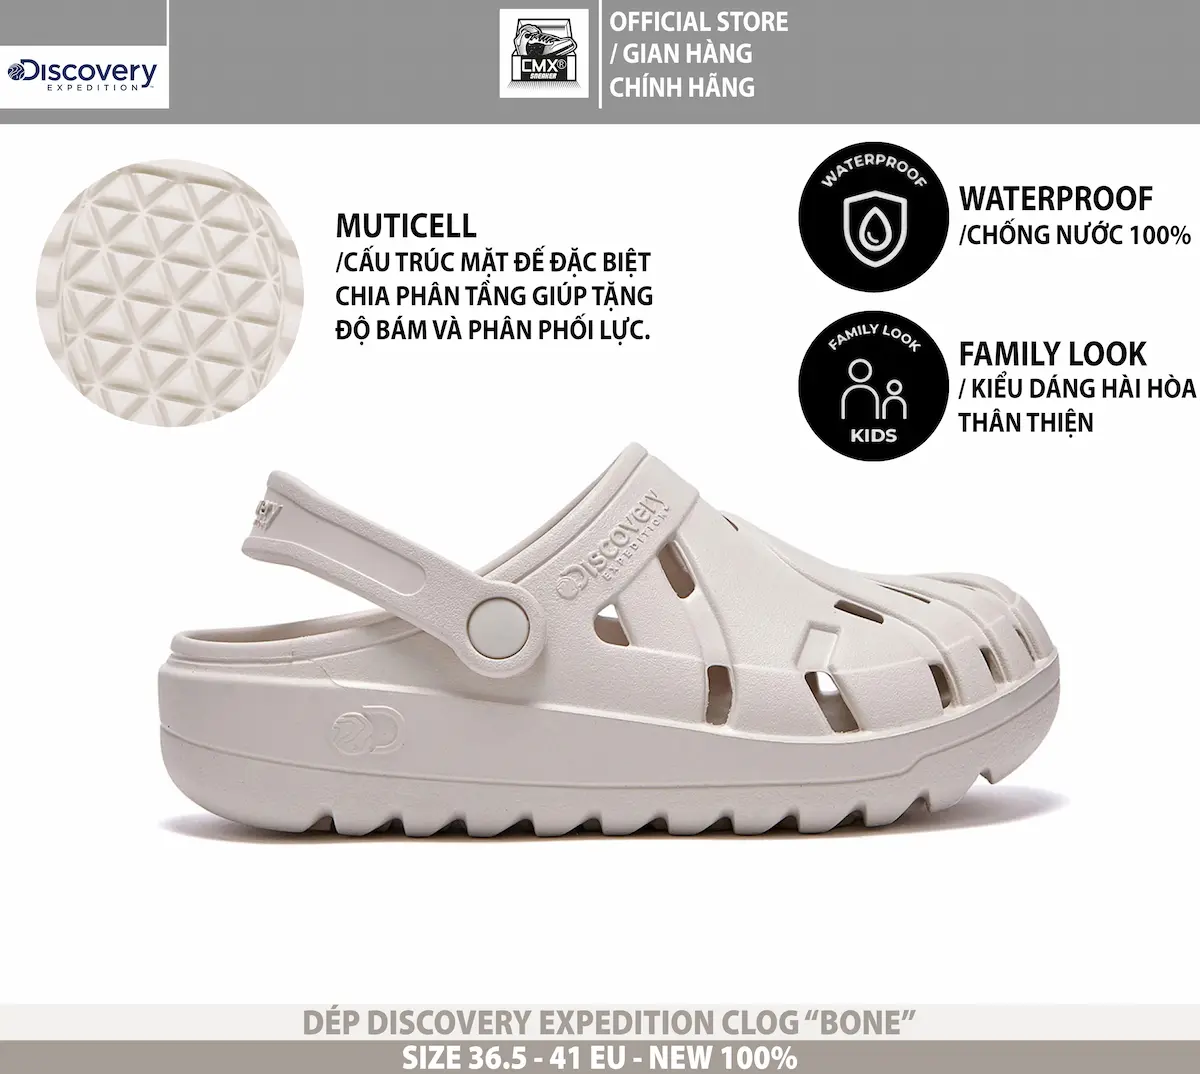 Discovery
EXPEDITION™
CMX®
SNEAKER
OFFICIAL STORE
/ GIAN HÀNG
CHÍNH HÃNG
MUTICELL
/CẤU TRÚC MẶT ĐẾ ĐẶC BIỆT
CHIA PHÂN TẦNG GIÚP TĂNG
ĐỘ BÁM VÀ PHÂN PHỐI LỰC.
WATERPROOF
WATERPROOF
/CHỐNG NƯỚC 100%
FAMILY LOOK
KIDS
FAMILY LOOK
/ KIỂU DÁNG HÀI HÒA
THÂN THIỆN
Discovery
EXPEDITION
DÉP DISCOVERY EXPEDITION CLOG “BONE”
SIZE 36.5 - 41 EU - NEW 100%